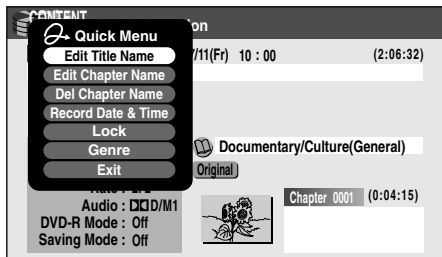 CONTENT
Quick Menu
Edit Title Name
Edit Chapter Name
Del Chapter Name
Record Date & Time
Lock
Genre
Exit
/11(Fr) 10 : 00 (2:06:32)
Documentary/Culture(General)
Original
Chapter 0001 (0:04:15)
Audio : D/M1
DVD-R Mode : Off
Saving Mode : Off